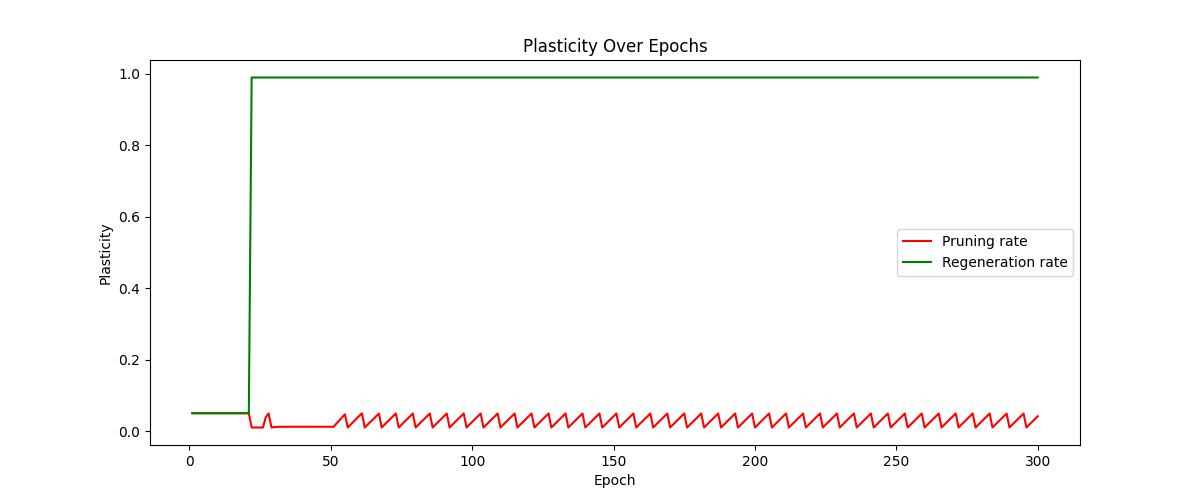 Plasticity Over Epochs
1.0
0.8
0.6
0.4
0.2
0.0
Plasticity
Pruning rate
Regeneration rate
0 50 100 150 200 250 300
Epoch